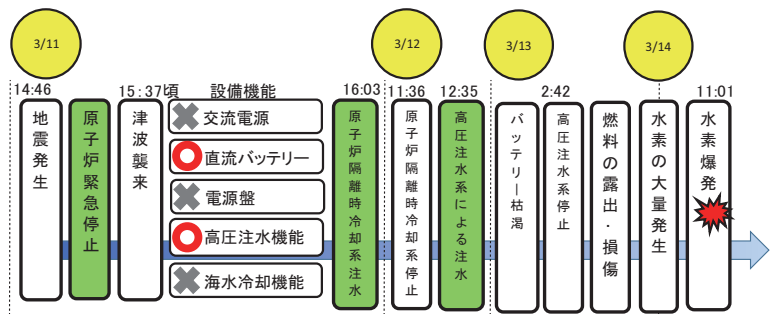 3/11
3/12
3/13
3/14
14:46
15:37頃
設備機能
16:03
11:36
12:35
2:42
11:01
地震発生
原子炉緊急停止
津波襲来
交流電源
直流バッテリー
電源盤
高圧注水機能
海水冷却機能
原子炉隔離時冷却系注水
原子炉隔離時冷却系停止
高圧注水系による注水
バッテリー枯渇
高圧注水系停止
燃料の露出・損傷
水素の大量発生
水素爆発